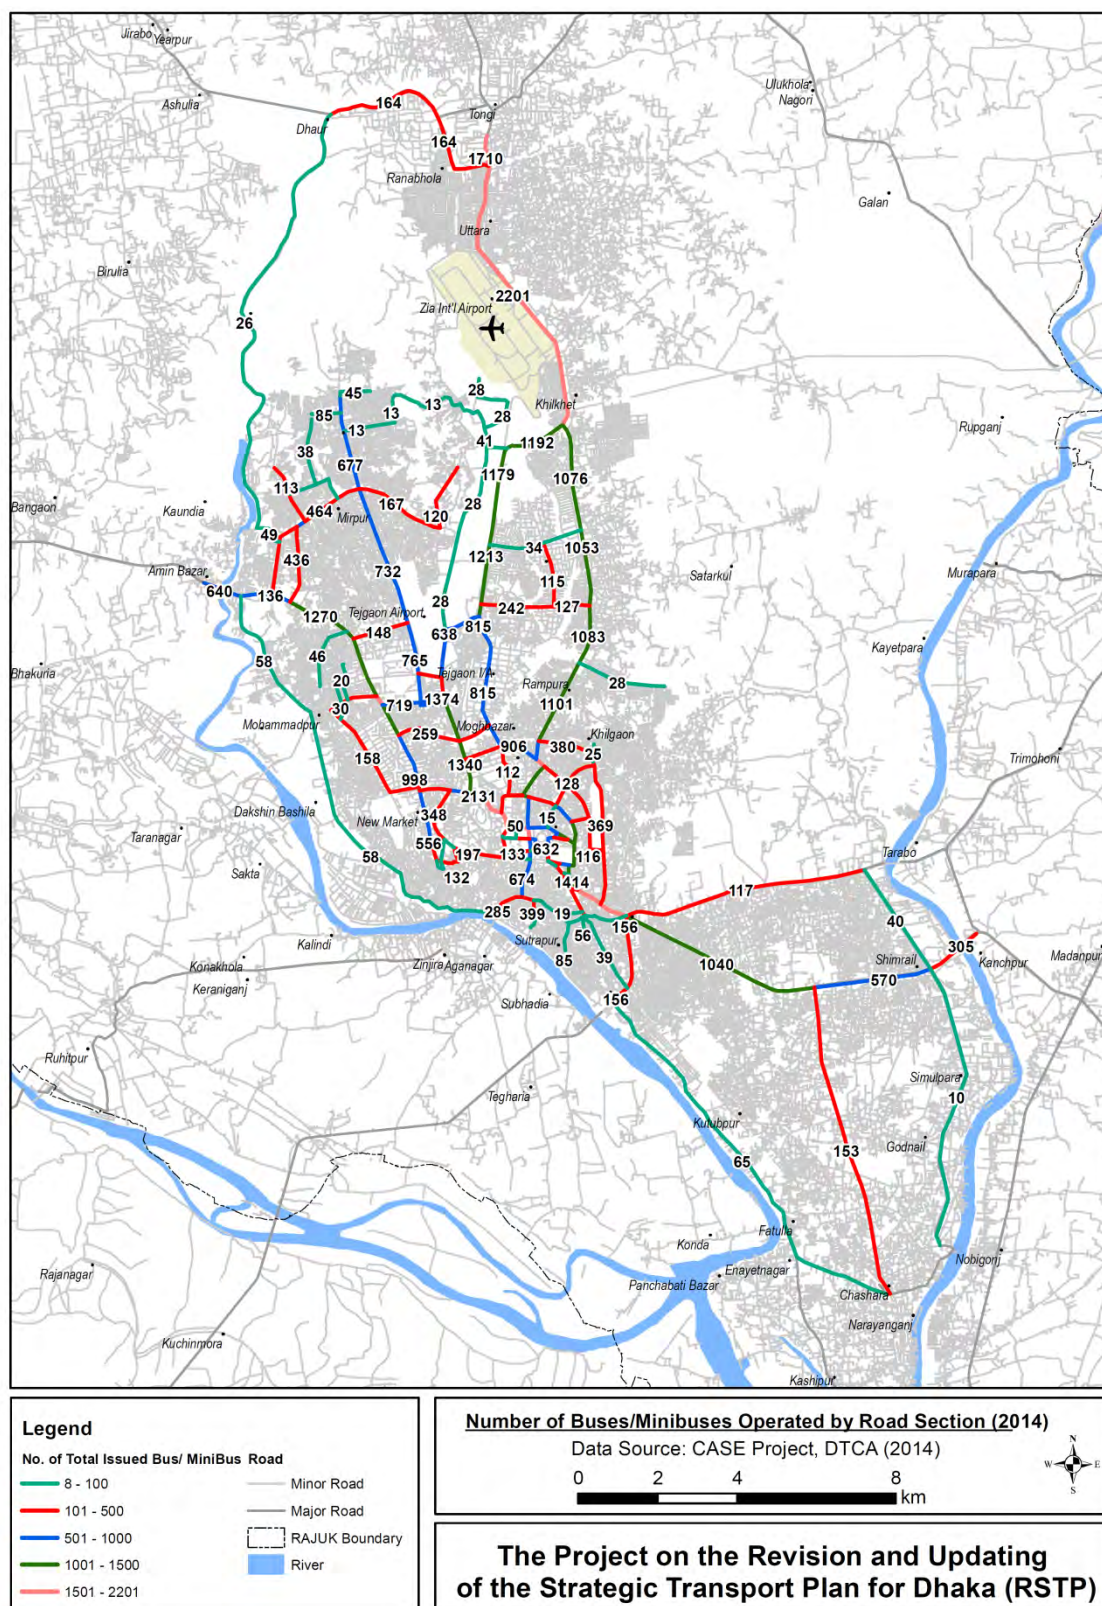 Jirabo
Yearpur
Ulukhola
Nagori
Ashulia
164
Tongi
Dhaur
164
1710
Ranabhola
Galan
Uttara
Birulia
2201
Zia Int'l Airport
26
45
28
Khilkhet
13
85
13
28
13
Rupganj
41
1192
38
677
1179
1076
Bangaon
113
167
Kaundia
464
Mirpur
28
120
49
34
1053
436
1213
Amin Bazar
732
115
Satarkul
Murapara
640
136
28
242
127
1270
Tejgaon Airport
148
638
815
1083
Kayetpara
Bhakuria
58
46
765
Tejgaon I/A
20
815
Rampura
28
30
719
1374
1101
Mohammadpur
Moghbazar
259
906
380
Khilgaon
25
Trimohoni
158
1340
112
998
128
2131
Dakshin Bashila
New Market
348
15
369
Taranagar
50
556
632
Tarabo
197
133
116
58
Sakta
132
674
1414
117
285
399
19
156
40
56
Kalindi
Sutrapur
305
85
39
1040
Shimrail
Kanchpur
Madanpur
Konakhola
Zinjira
Aganagar
570
Keraniganj
Subhadia
156
Ruhitpur
Simulpara
Tegharia
10
Kutubpur
Godnail
153
65
Fatulla
Konda
Nobigonj
Rajanagar
Enayetnagar
Panchabati Bazar
Chashara
Narayanganj
Kuchinmora
Kashipur
Legend
No. of Total Issued Bus/ MiniBus Road
8 - 100
Minor Road
101 - 500
Major Road
501 - 1000
RAJUK Boundary
1001 - 1500
River
1501 - 2201
Number of Buses/Minibuses Operated by Road Section (2014)
Data Source: CASE Project, DTCA (2014)
0 2 4 8
km
N
W E
S
The Project on the Revision and Updating
of the Strategic Transport Plan for Dhaka (RSTP)